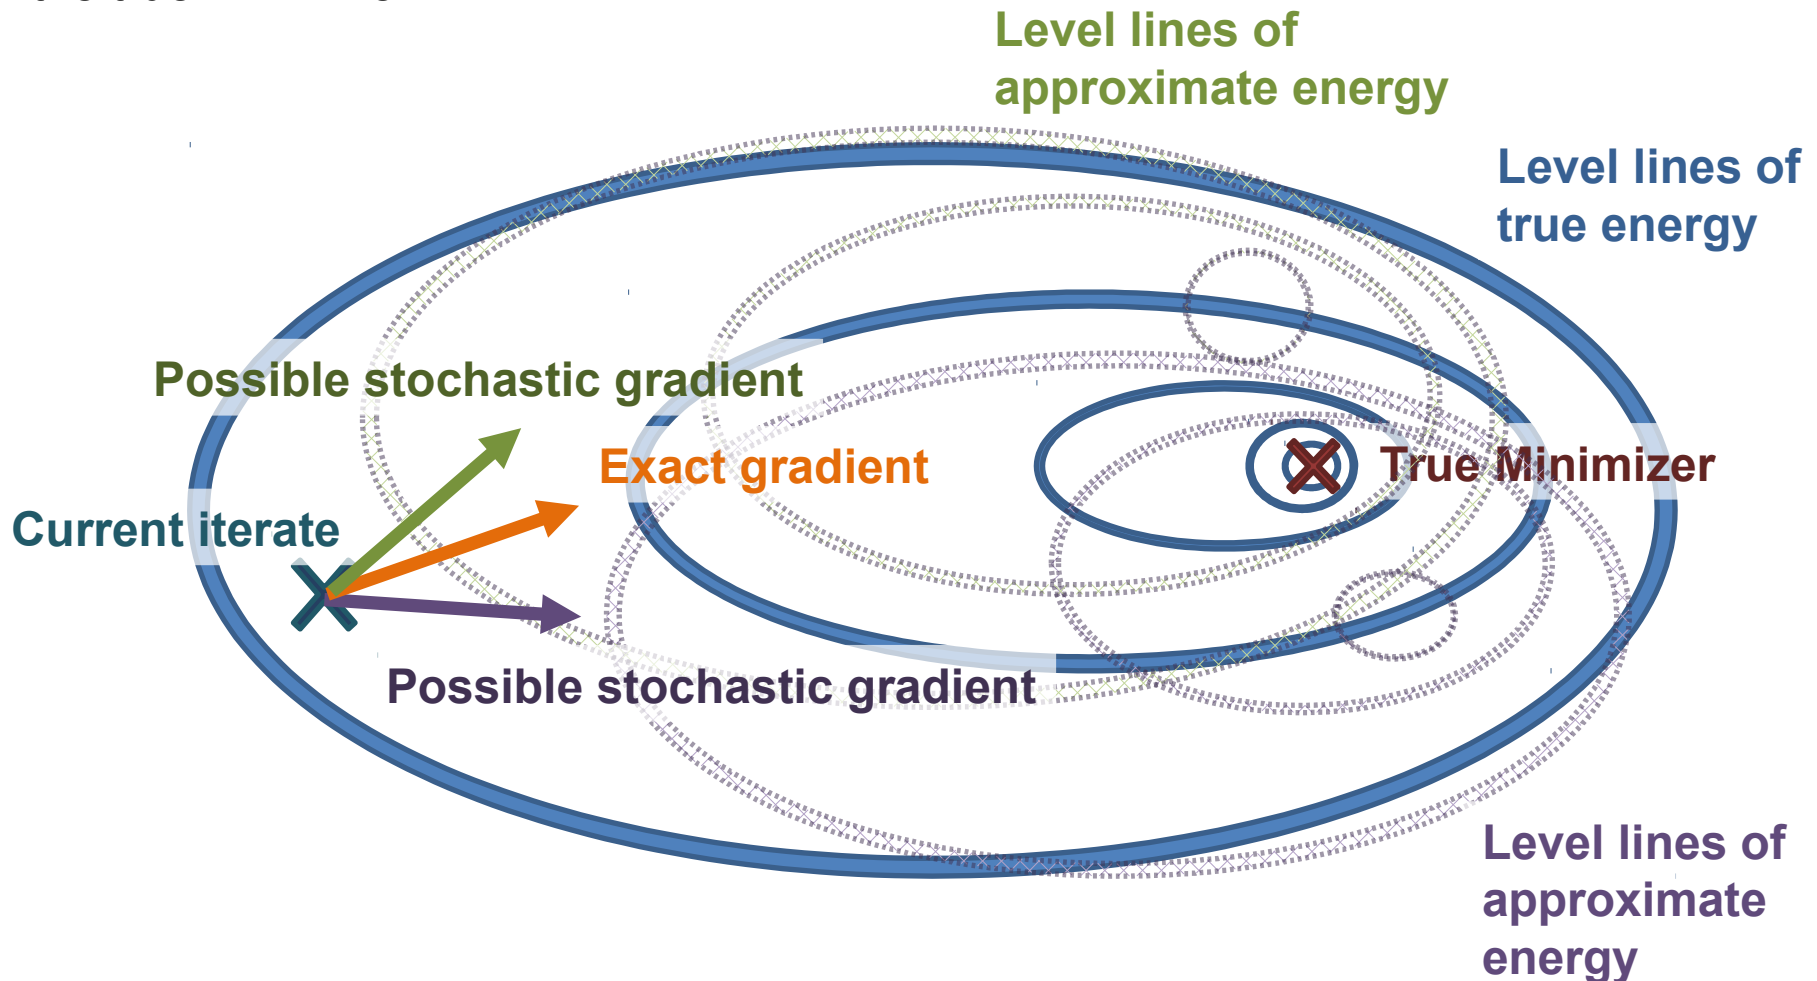 Level lines of
approximate energy
Level lines of
true energy
Possible stochastic gradient
Exact gradient
True Minimizer
Current iterate
Possible stochastic gradient
Level lines of
approximate
energy